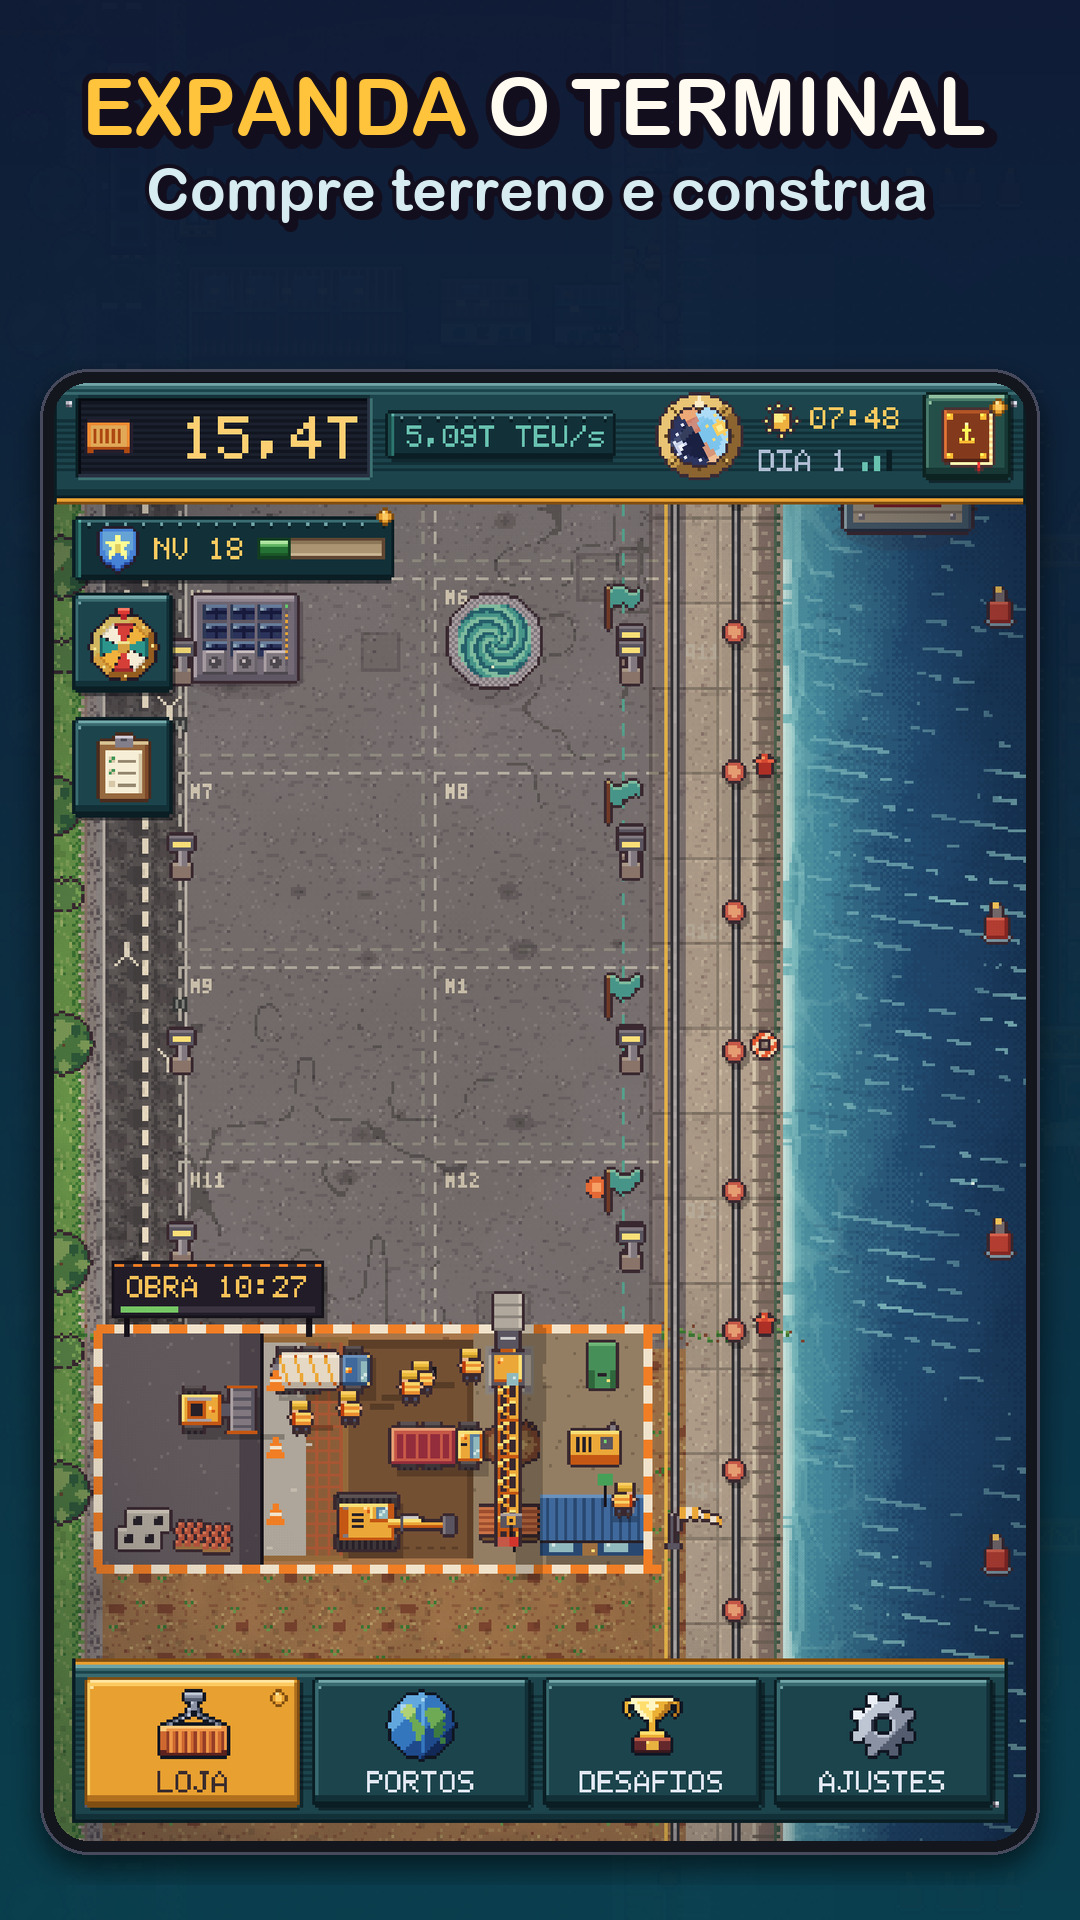 EXPANDA O TERMINAL
Compre terreno e construa
15,4T
5,09T TEU/s
07:48
DIA 1
NV 18
M6
M7
M8
M9
M11
M12
OBRA 10:27
LOJA
PORTOS
DESAFIOS
AJUSTES